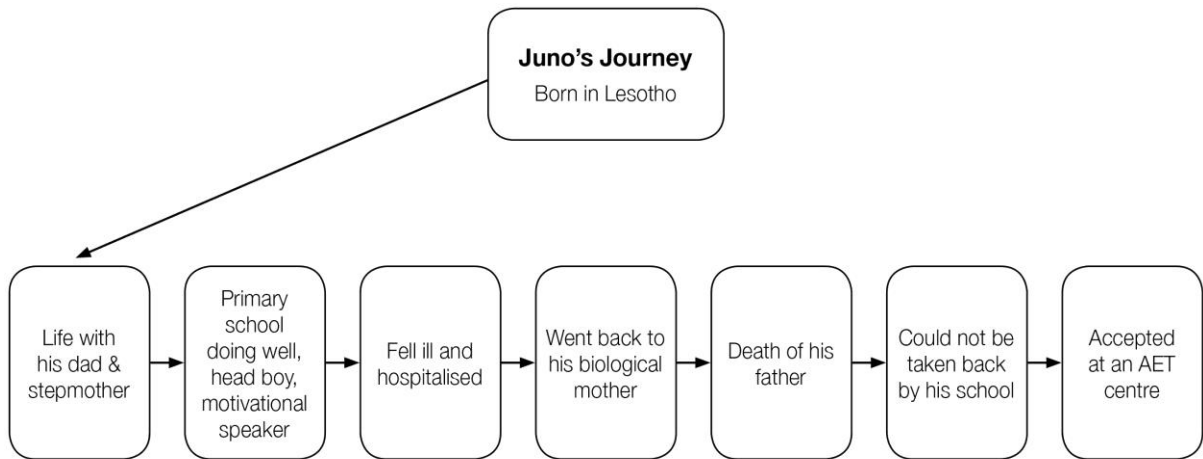 Juno’s Journey
Born in Lesotho
Life with
his dad &
stepmother
Primary
school
doing well,
head boy,
motivational
speaker
Fell ill and
hospitalised
Went back to
his biological
mother
Death of his
father
Could not be
taken back
by his school
Accepted
at an AET
centre